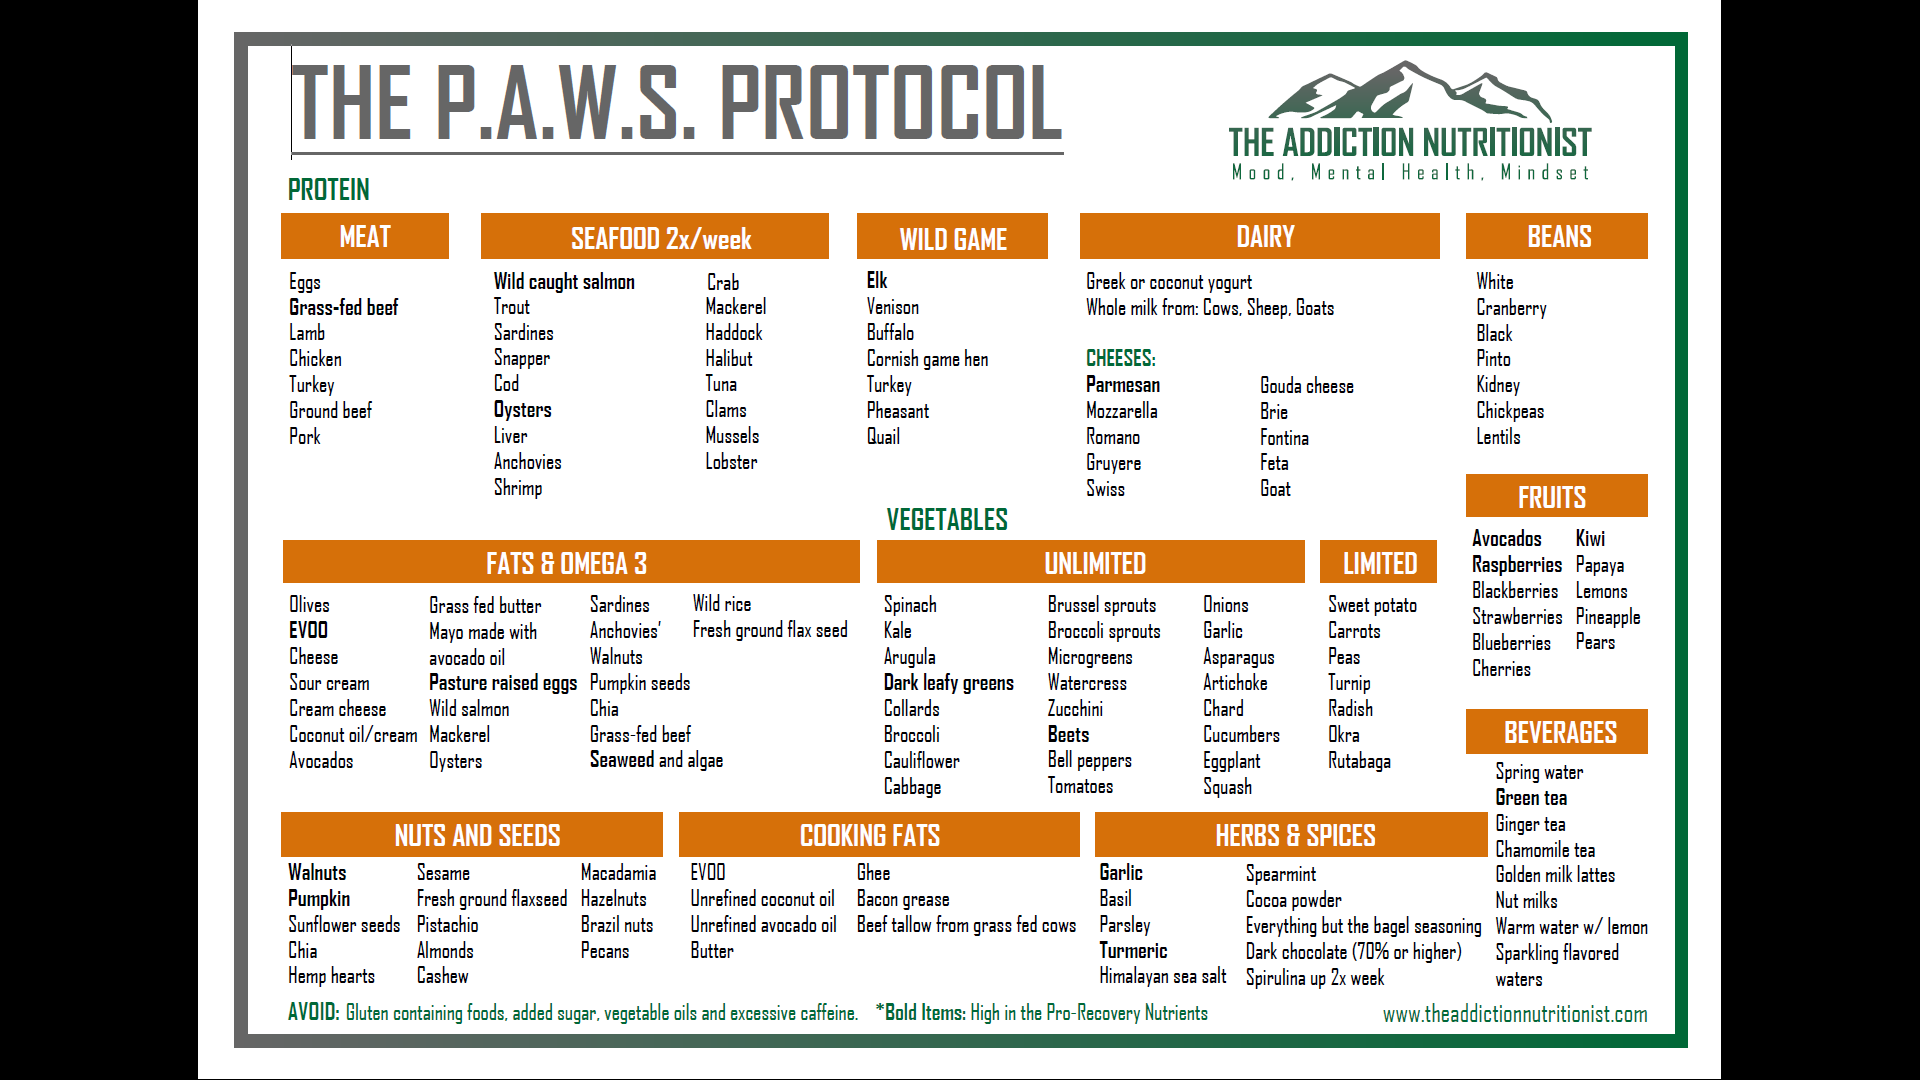 THE P.A.W.S. PROTOCOL
THE ADDICTION NUTRITIONIST
Mood, Mental Health, Mindset
PROTEIN
MEAT
Eggs
Grass-fed beef
Lamb
Chicken
Turkey
Ground beef
Pork
SEAFOOD 2x/week
Wild caught salmon
Trout
Sardines
Snapper
Cod
Oysters
Liver
Anchovies
Shrimp
Crab
Mackerel
Haddock
Halibut
Tuna
Clams
Mussels
Lobster
WILD GAME
Elk
Venison
Buffalo
Cornish game hen
Turkey
Pheasant
Quail
DAIRY
Greek or coconut yogurt
Whole milk from: Cows, Sheep, Goats
CHEESES:
Parmesan
Mozzarella
Romano
Gruyere
Swiss
Gouda cheese
Brie
Fontina
Feta
Goat
BEANS
White
Cranberry
Black
Pinto
Kidney
Chickpeas
Lentils
FRUITS
Avocados
Raspberries
Blackberries
Strawberries
Blueberries
Cherries
Kiwi
Papaya
Lemons
Pineapple
Pears
FATS & OMEGA 3
Olives
EVOO
Cheese
Sour cream
Cream cheese
Coconut oil/cream
Avocados
Grass fed butter
Mayo made with
avocado oil
Pasture raised eggs
Wild salmon
Mackerel
Oysters
Sardines
Anchovies'
Walnuts
Pumpkin seeds
Chia
Grass-fed beef
Seaweed and algae
Wild rice
Fresh ground flax seed
VEGETABLES
UNLIMITED
Spinach
Kale
Arugula
Dark leafy greens
Collards
Broccoli
Cauliflower
Cabbage
Brussel sprouts
Broccoli sprouts
Microgreens
Watercress
Zucchini
Beets
Bell peppers
Tomatoes
Onions
Garlic
Asparagus
Artichoke
Chard
Cucumbers
Eggplant
Squash
LIMITED
Sweet potato
Carrots
Peas
Turnip
Radish
Okra
Rutabaga
BEVERAGES
Spring water
Green tea
Ginger tea
Chamomile tea
Golden milk lattes
Nut milks
Warm water w/ lemon
Sparkling flavored
waters
NUTS AND SEEDS
Walnuts
Pumpkin
Sunflower seeds
Chia
Hemp hearts
Sesame
Fresh ground flaxseed
Pistachio
Almonds
Cashew
Macadamia
Hazelnuts
Brazil nuts
Pecans
COOKING FATS
EVOO
Unrefined coconut oil
Unrefined avocado oil
Butter
Ghee
Bacon grease
Beef tallow from grass fed cows
HERBS & SPICES
Garlic
Basil
Parsley
Turmeric
Himalayan sea salt
Spearmint
Cocoa powder
Everything but the bagel seasoning
Dark chocolate (70% or higher)
Spirulina up 2x week
AVOID: Gluten containing foods, added sugar, vegetable oils and excessive caffeine. *Bold Items: High in the Pro-Recovery Nutrients
www.theaddictionnutritionist.com